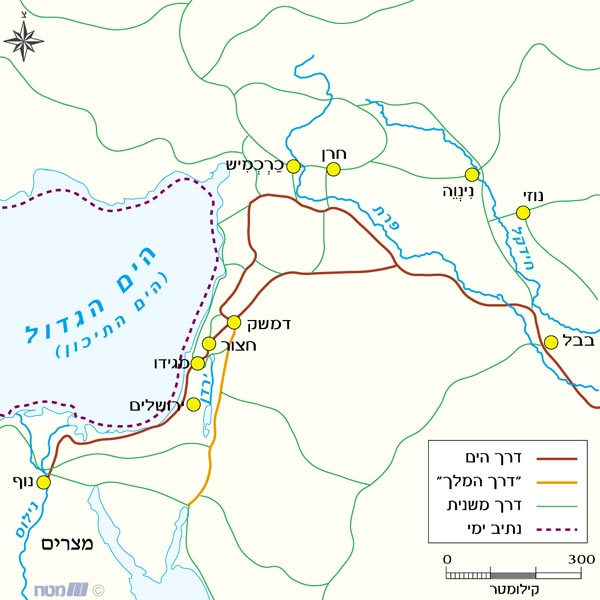 צ
חרן
כַּרְכְּמִיש
נִינְוֵה
נוזי
פרת
חידקל
הים הגדול
(הים התיכון)
דמשק
חצור
מגידו
בבל
ירדן
ירושלים
נוף
נילוס
מצרים
דרך הים
"דרך המלך"
דרך משנית
נתיב ימי
0 300
קילומטר
מטח ©